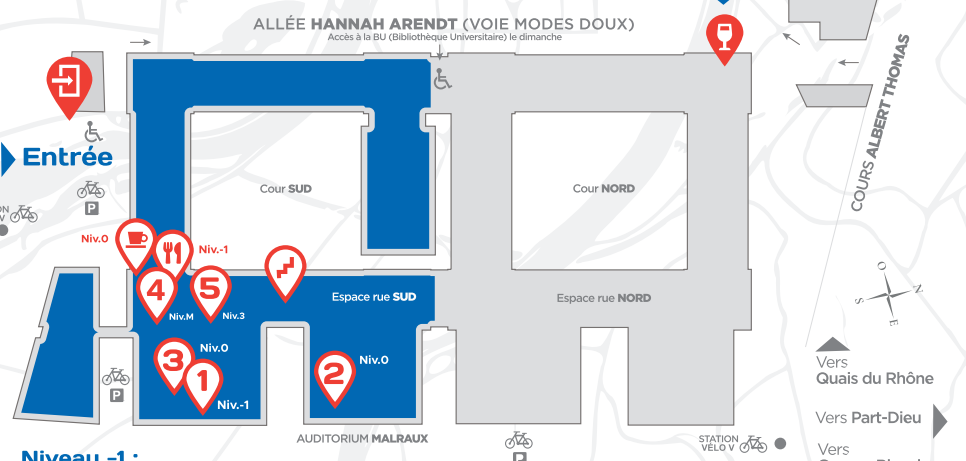 ALLÉE HANNAH ARENDT (VOIE MODES DOUX)
Accès à la BU (Bibliothèque Universitaire) le dimanche
COURS ALBERT THOMAS
Entrée
P
ON
V
Cour SUD
Cour NORD
Niv.0
Niv.-1
4
Niv.M
5
Niv.3
Espace rue SUD
Espace rue NORD
O
N
S
E
3
Niv.0
1
Niv.-1
2
Niv.0
P
Vers
Quais du Rhône
Vers Part-Dieu
AUDITORIUM MALRAUX
STATION
VÉLO V
Vers
P
Niveau -1 :